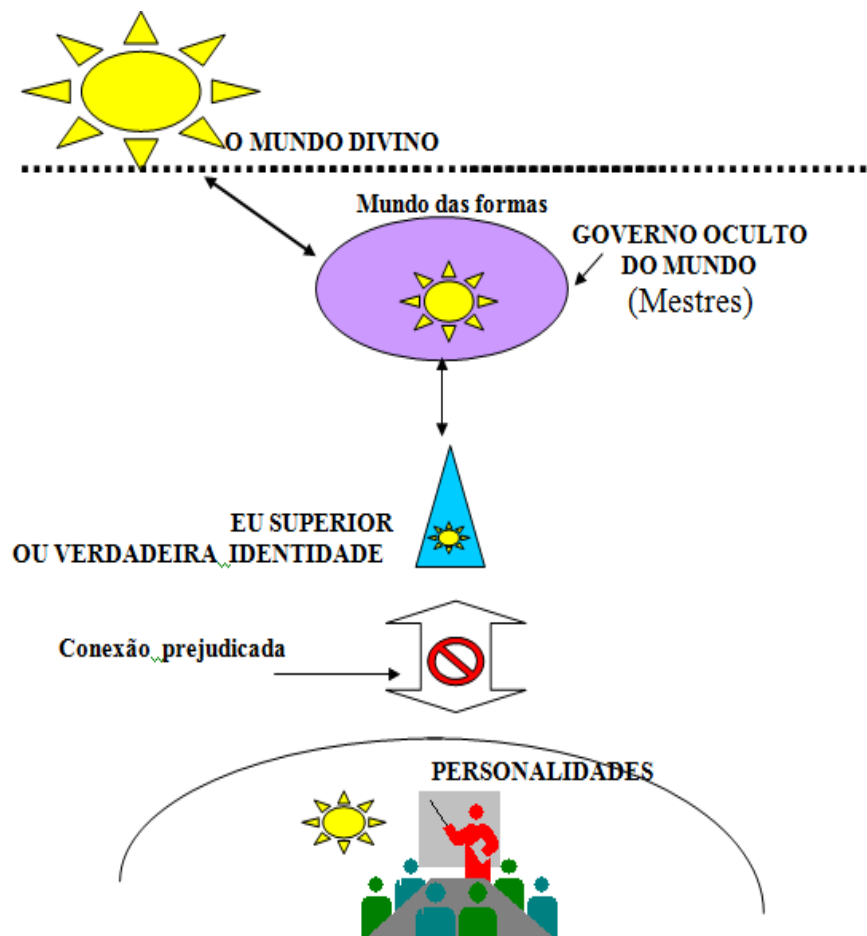 O MUNDO DIVINO
Mundo das formas
GOVERNO OCULTO
DO MUNDO
(Mestres)
EU SUPERIOR
OU VERDADEIRA IDENTIDADE
Conexão prejudicada
PERSONALIDADES